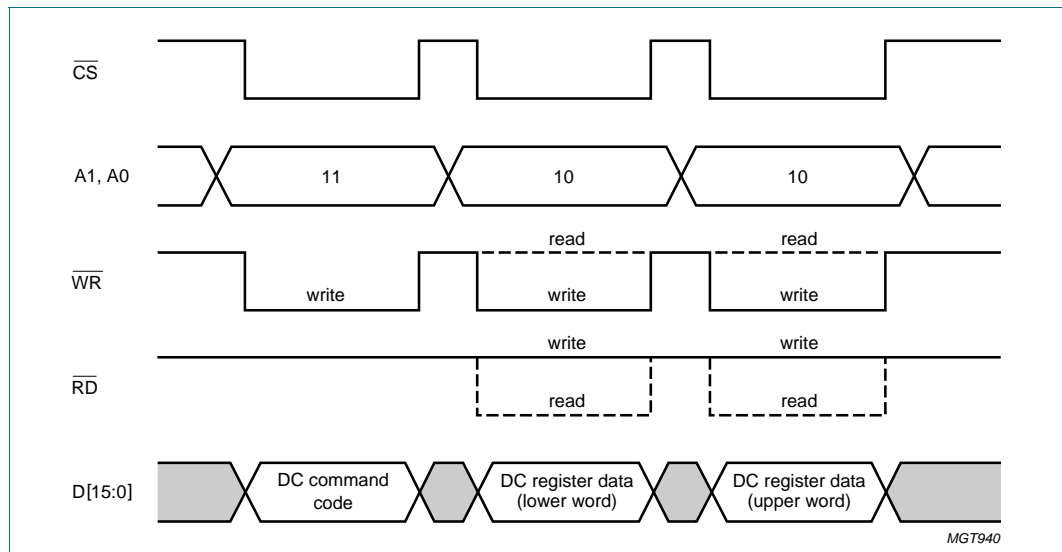 CS
A1, A0
11
10
10
read
read
WR
write
write
write
write
write
RD
read
read
D[15:0]
DC command
code
DC register data
(lower word)
DC register data
(upper word)
MGT940